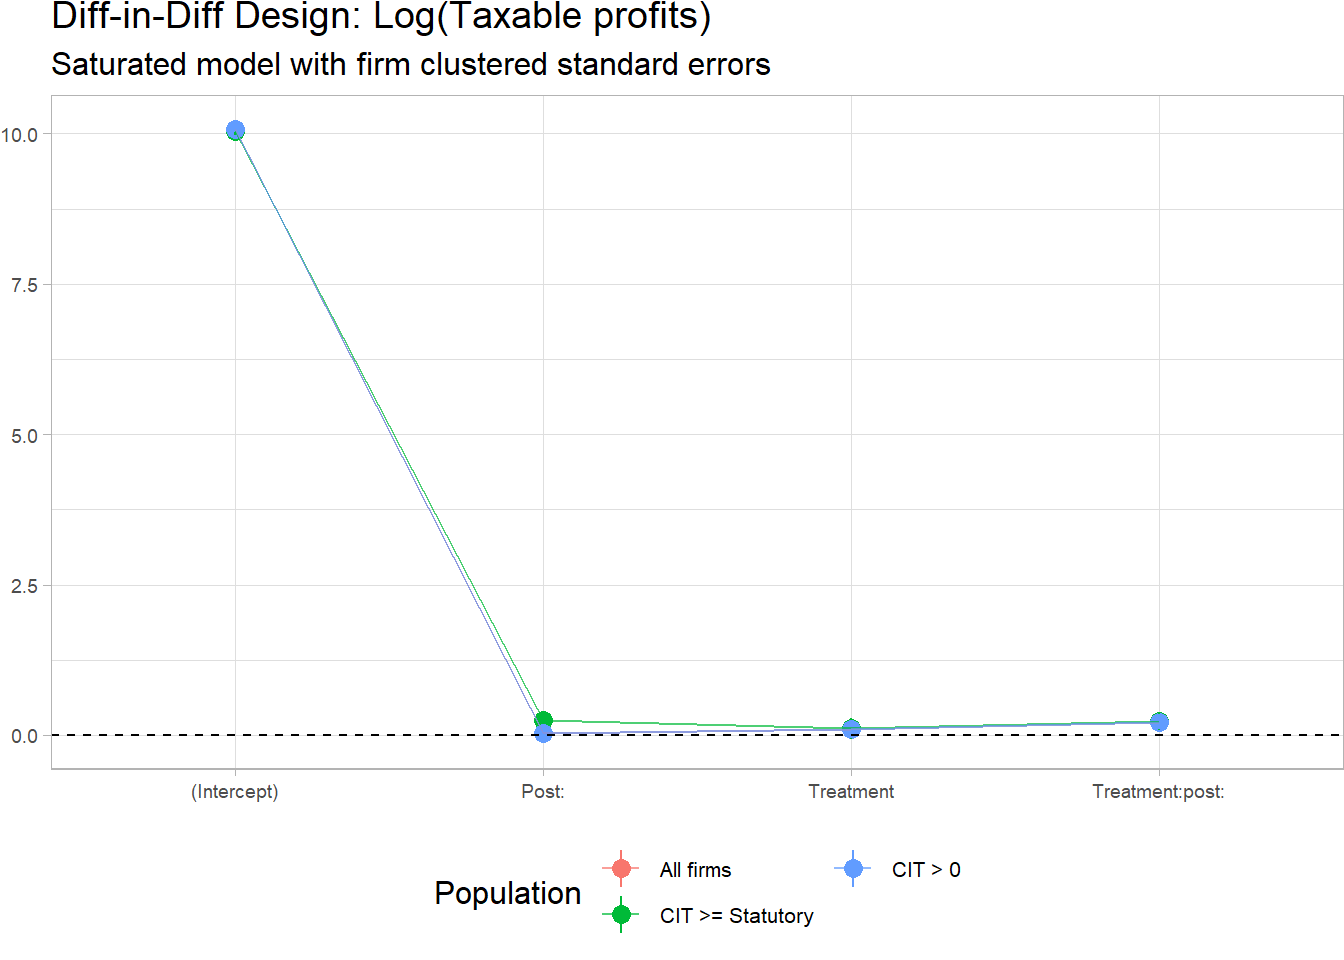 Diff-in-Diff Design: Log(Taxable profits)
Saturated model with firm clustered standard errors
10.0
7.5
5.0
2.5
0.0
(Intercept)
Post:
Treatment
Treatment:post:
Population
All firms
CIT > 0
CIT >= Statutory